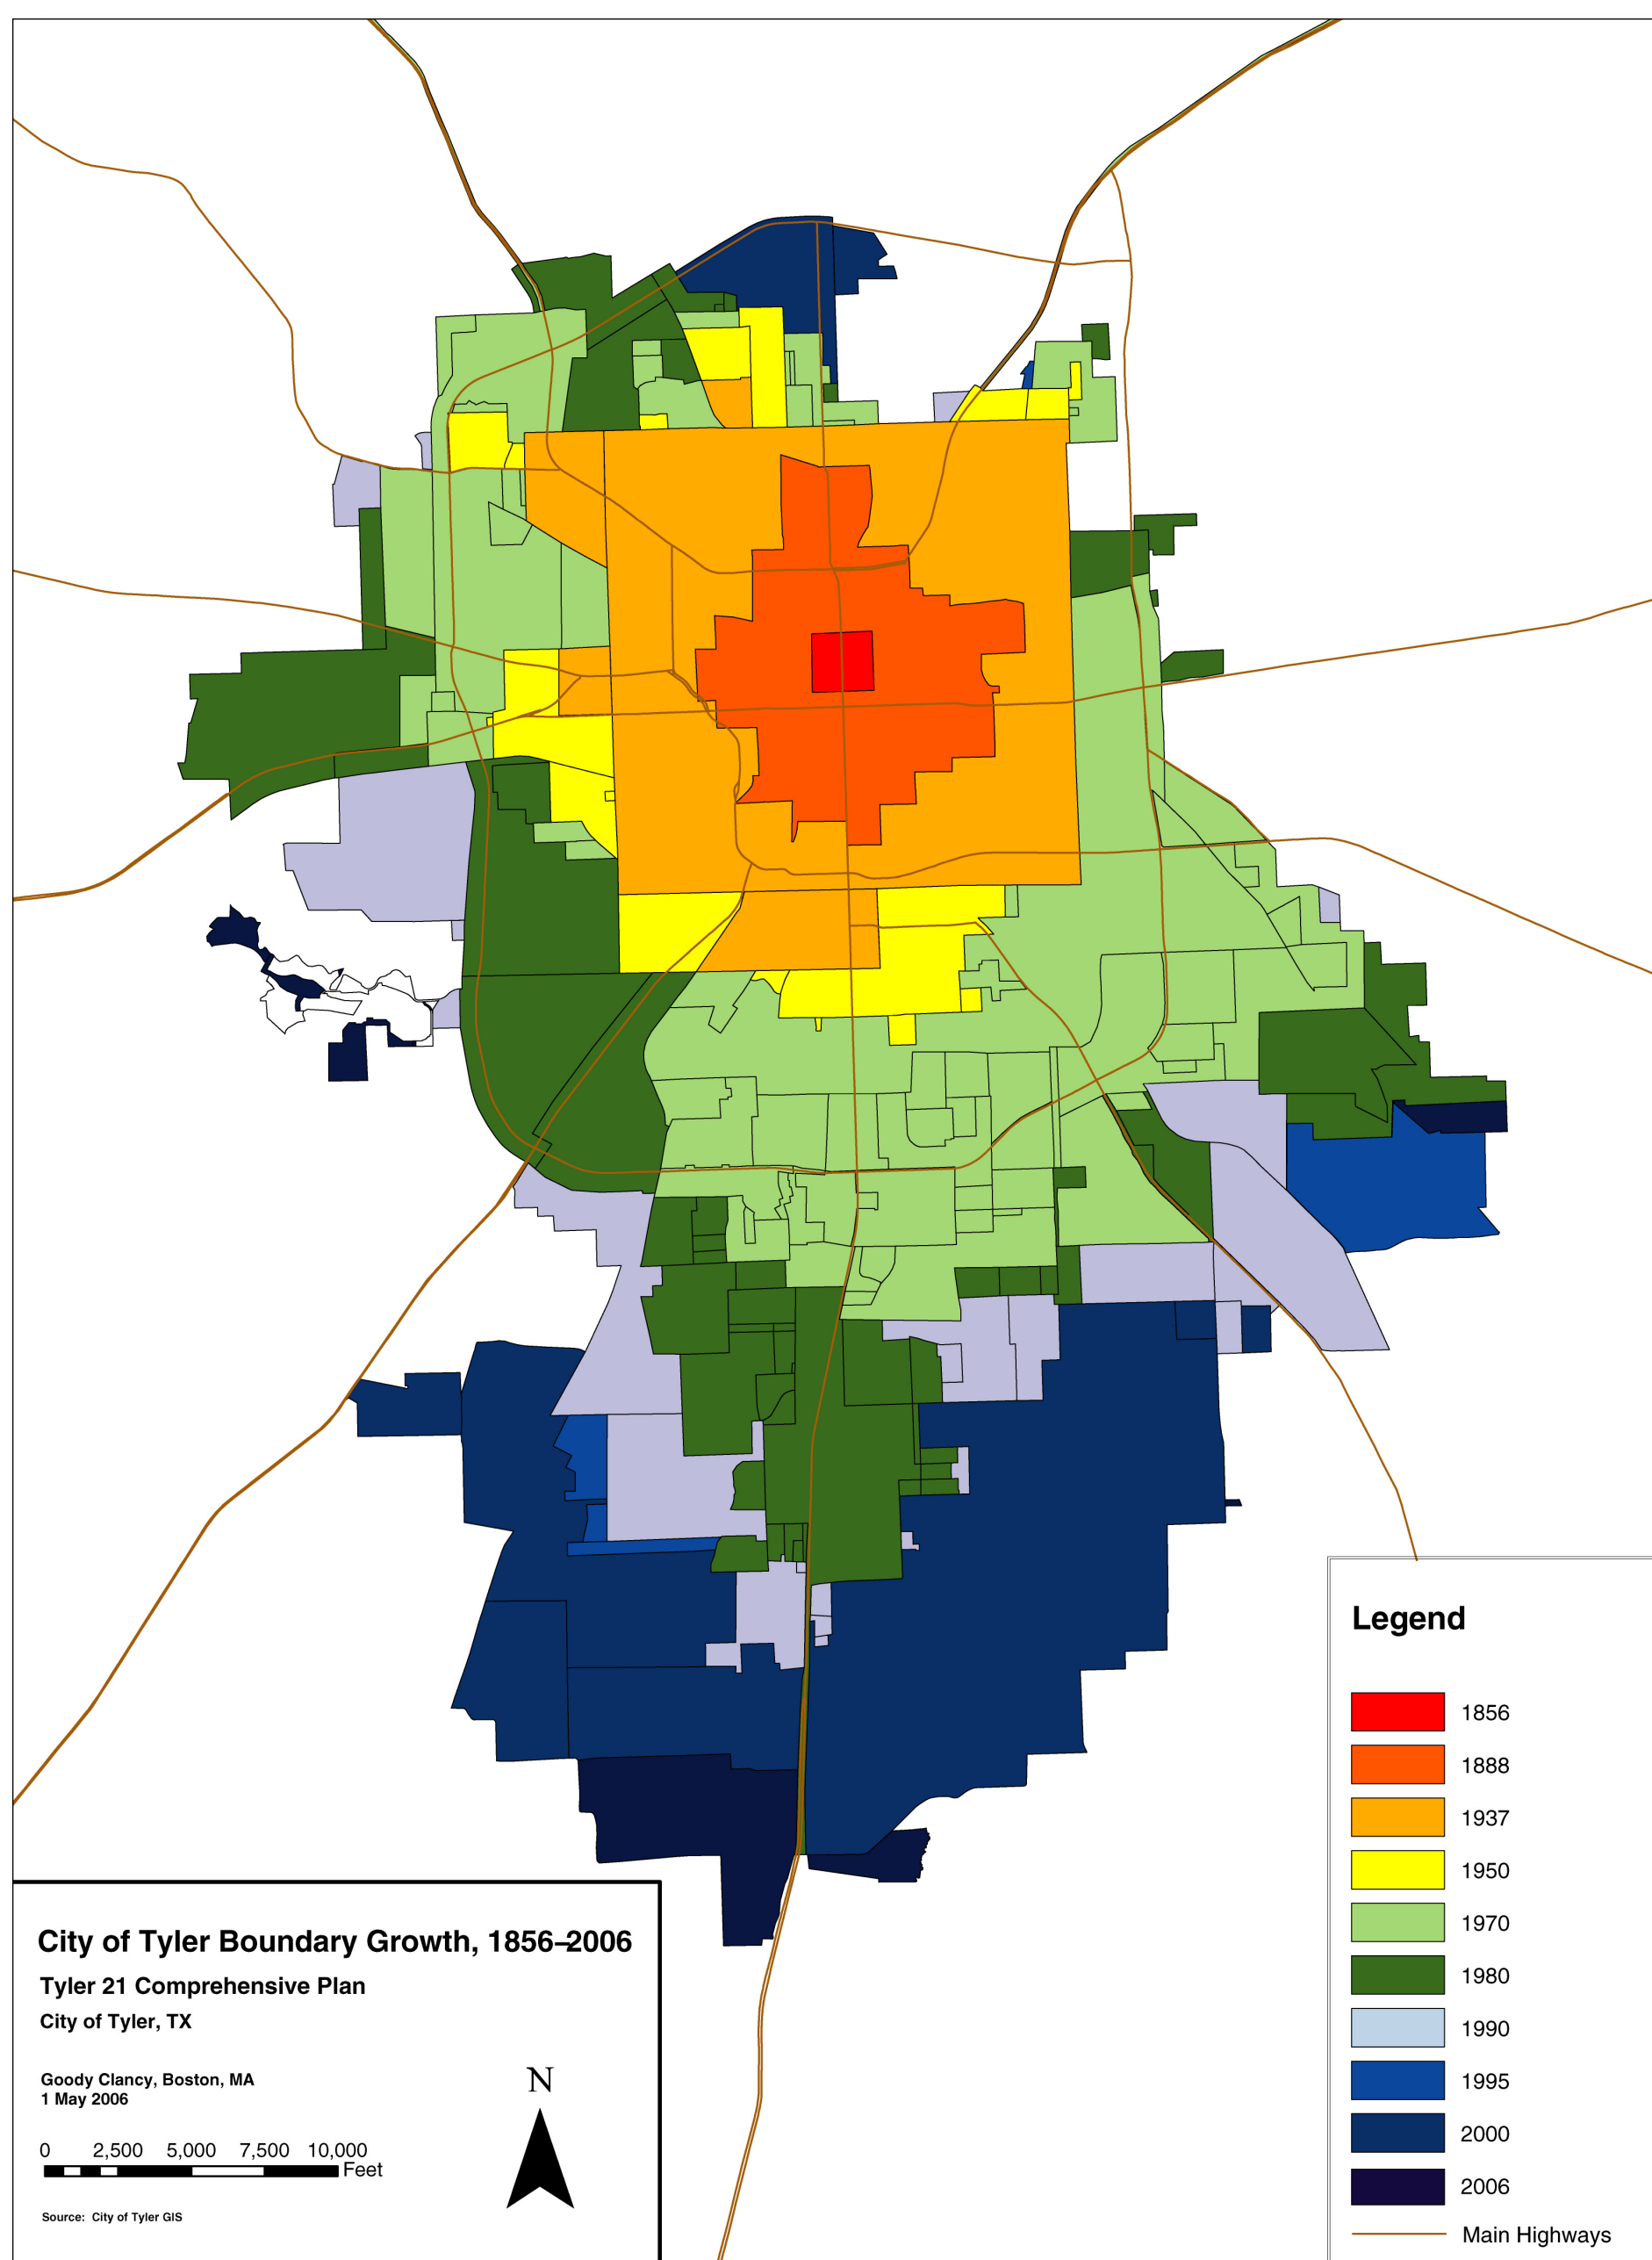 Legend
1856
1888
1937
1950
1970
1980
1990
1995
2000
2006
Main Highways
City of Tyler Boundary Growth, 1856–2006
Tyler 21 Comprehensive Plan
City of Tyler, TX
Goody Clancy, Boston, MA
1 May 2006
N
0 2,500 5,000 7,500 10,000
Feet
Source: City of Tyler GIS